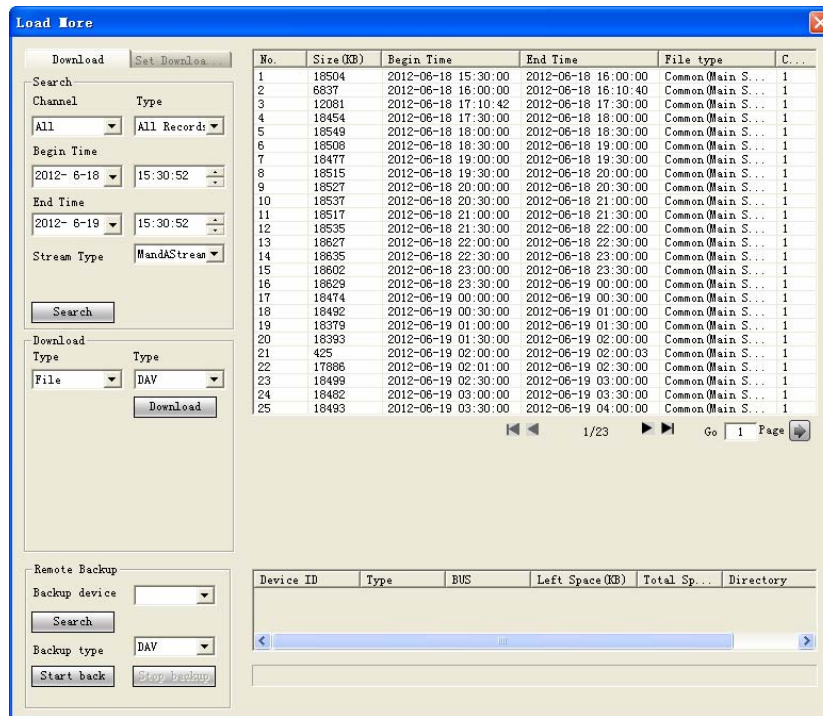 Load More
Download Set Downloa...
Search
Channel Type
All All Records
Begin Time
2012- 6-18 15:30:52
End Time
2012- 6-19 15:30:52
Stream Type MandAStream
Search
Download
Type Type
File DAV
Download
Remote Backup
Backup device
Search
Backup type DAV
Start back Stop backup
No. Size(KB) Begin Time End Time File type C...
1 18504 2012-06-18 15:30:00 2012-06-18 16:00:00 Common(Main S... 1
2 6837 2012-06-18 16:00:00 2012-06-18 16:10:40 Common(Main S... 1
3 12081 2012-06-18 17:10:42 2012-06-18 17:30:00 Common(Main S... 1
4 18454 2012-06-18 17:30:00 2012-06-18 18:00:00 Common(Main S... 1
5 18549 2012-06-18 18:00:00 2012-06-18 18:30:00 Common(Main S... 1
6 18508 2012-06-18 18:30:00 2012-06-18 19:00:00 Common(Main S... 1
7 18477 2012-06-18 19:00:00 2012-06-18 19:30:00 Common(Main S... 1
8 18515 2012-06-18 19:30:00 2012-06-18 20:00:00 Common(Main S... 1
9 18527 2012-06-18 20:00:00 2012-06-18 20:30:00 Common(Main S... 1
10 18537 2012-06-18 20:30:00 2012-06-18 21:00:00 Common(Main S... 1
11 18517 2012-06-18 21:00:00 2012-06-18 21:30:00 Common(Main S... 1
12 18535 2012-06-18 21:30:00 2012-06-18 22:00:00 Common(Main S... 1
13 18627 2012-06-18 22:00:00 2012-06-18 22:30:00 Common(Main S... 1
14 18635 2012-06-18 22:30:00 2012-06-18 23:00:00 Common(Main S... 1
15 18602 2012-06-18 23:00:00 2012-06-18 23:30:00 Common(Main S... 1
16 18629 2012-06-18 23:30:00 2012-06-19 00:00:00 Common(Main S... 1
17 18474 2012-06-19 00:00:00 2012-06-19 00:30:00 Common(Main S... 1
18 18492 2012-06-19 00:30:00 2012-06-19 01:00:00 Common(Main S... 1
19 18379 2012-06-19 01:00:00 2012-06-19 01:30:00 Common(Main S... 1
20 18393 2012-06-19 01:30:00 2012-06-19 02:00:00 Common(Main S... 1
21 425 2012-06-19 02:00:00 2012-06-19 02:00:03 Common(Main S... 1
22 17886 2012-06-19 02:01:00 2012-06-19 02:30:00 Common(Main S... 1
23 18499 2012-06-19 02:30:00 2012-06-19 03:00:00 Common(Main S... 1
24 18482 2012-06-19 03:00:00 2012-06-19 03:30:00 Common(Main S... 1
25 18493 2012-06-19 03:30:00 2012-06-19 04:00:00 Common(Main S... 1
1/23 Go 1 Page
Device ID Type BUS Left Space(KB) Total Sp... Directory